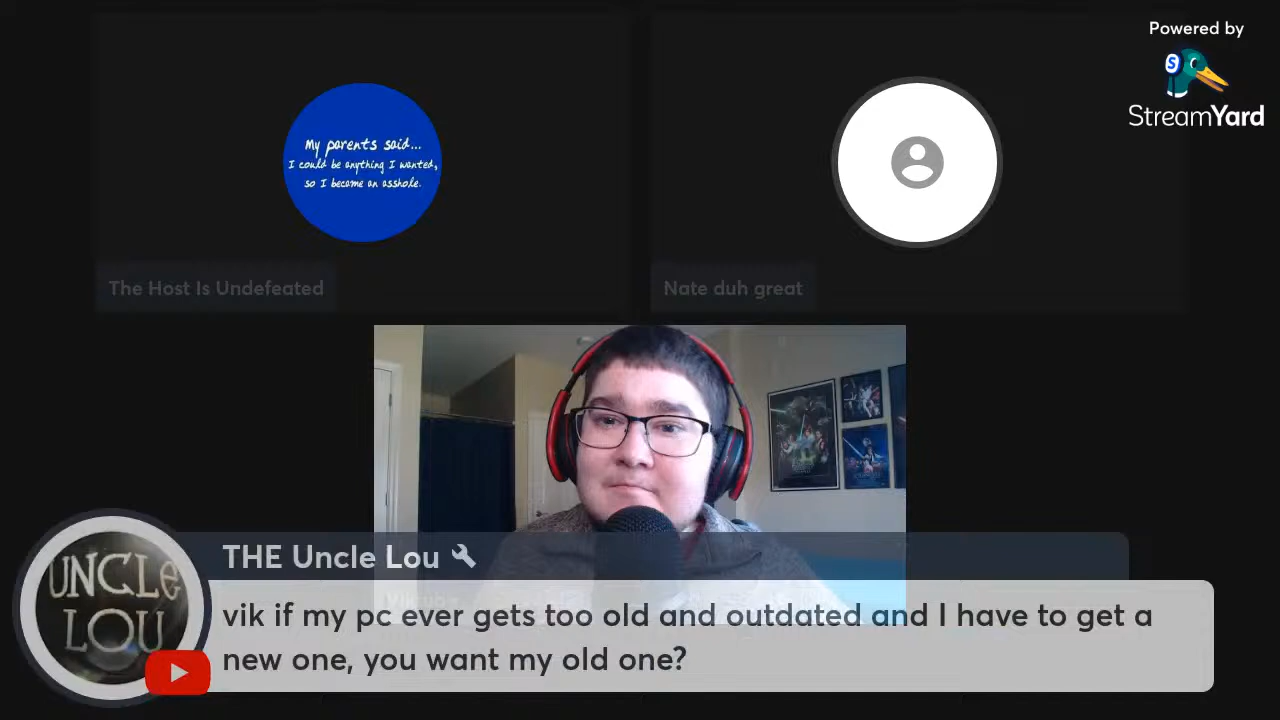 Powered by
S
StreamYard
My parents said...
I could be anything I wanted,
so I became an asshole.
The Host Is Undefeated
Nate duh great
THE Uncle Lou
UNCLE
LOU
vik if my pc ever gets too old and outdated and I have to get a
new one, you want my old one?